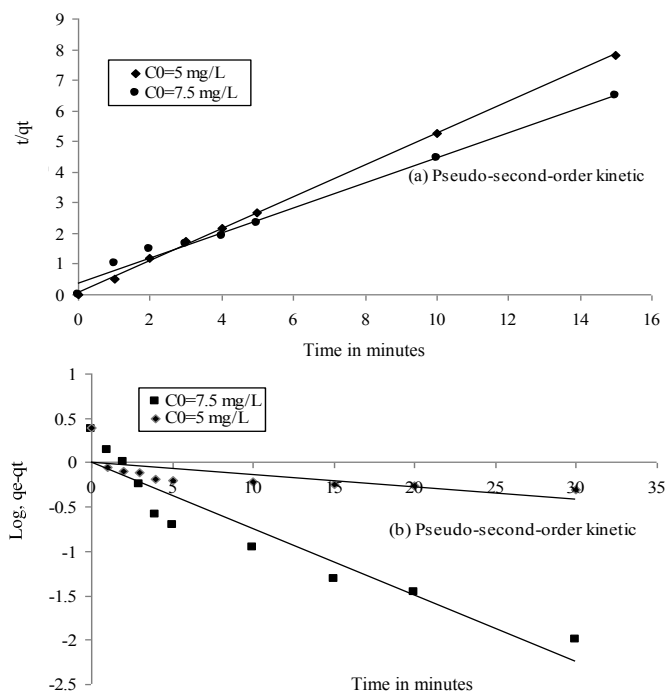 9
8
7
6
5
4
3
2
1
0
t/qt
C0=5 mg/L
C0=7.5 mg/L
(a) Pseudo-second-order kinetic
0 2 4 6 8 10 12 14 16
Time in minutes
1
0.5
0
-0.5
-1
-1.5
-2
-2.5
Log, qe-qt
C0=7.5 mg/L
C0=5 mg/L
0 5 10 15 20 25 30 35
(b) Pseudo-second-order kinetic
Time in minutes